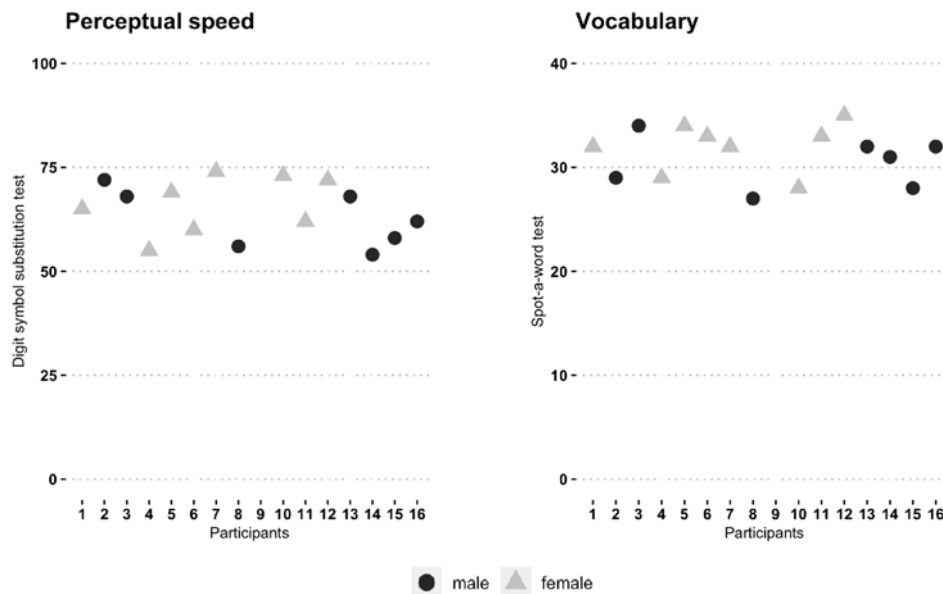 Perceptual speed
Digit symbol substitution test
100
75
50
25
0
1 2 3 4 5 6 7 8 9 10 11 12 13 14 15 16
Participants
Vocabulary
Spot-a-word test
40
30
20
10
0
1 2 3 4 5 6 7 8 9 10 11 12 13 14 15 16
Participants
male female